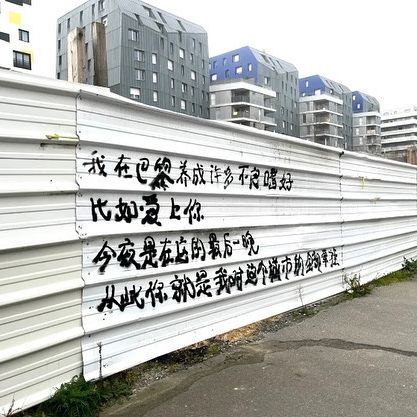 我在巴黎养成许多不良嗜好
比如爱上你
今夜是在这的最后一晚
从此你就是我对这个城市的全部牵挂